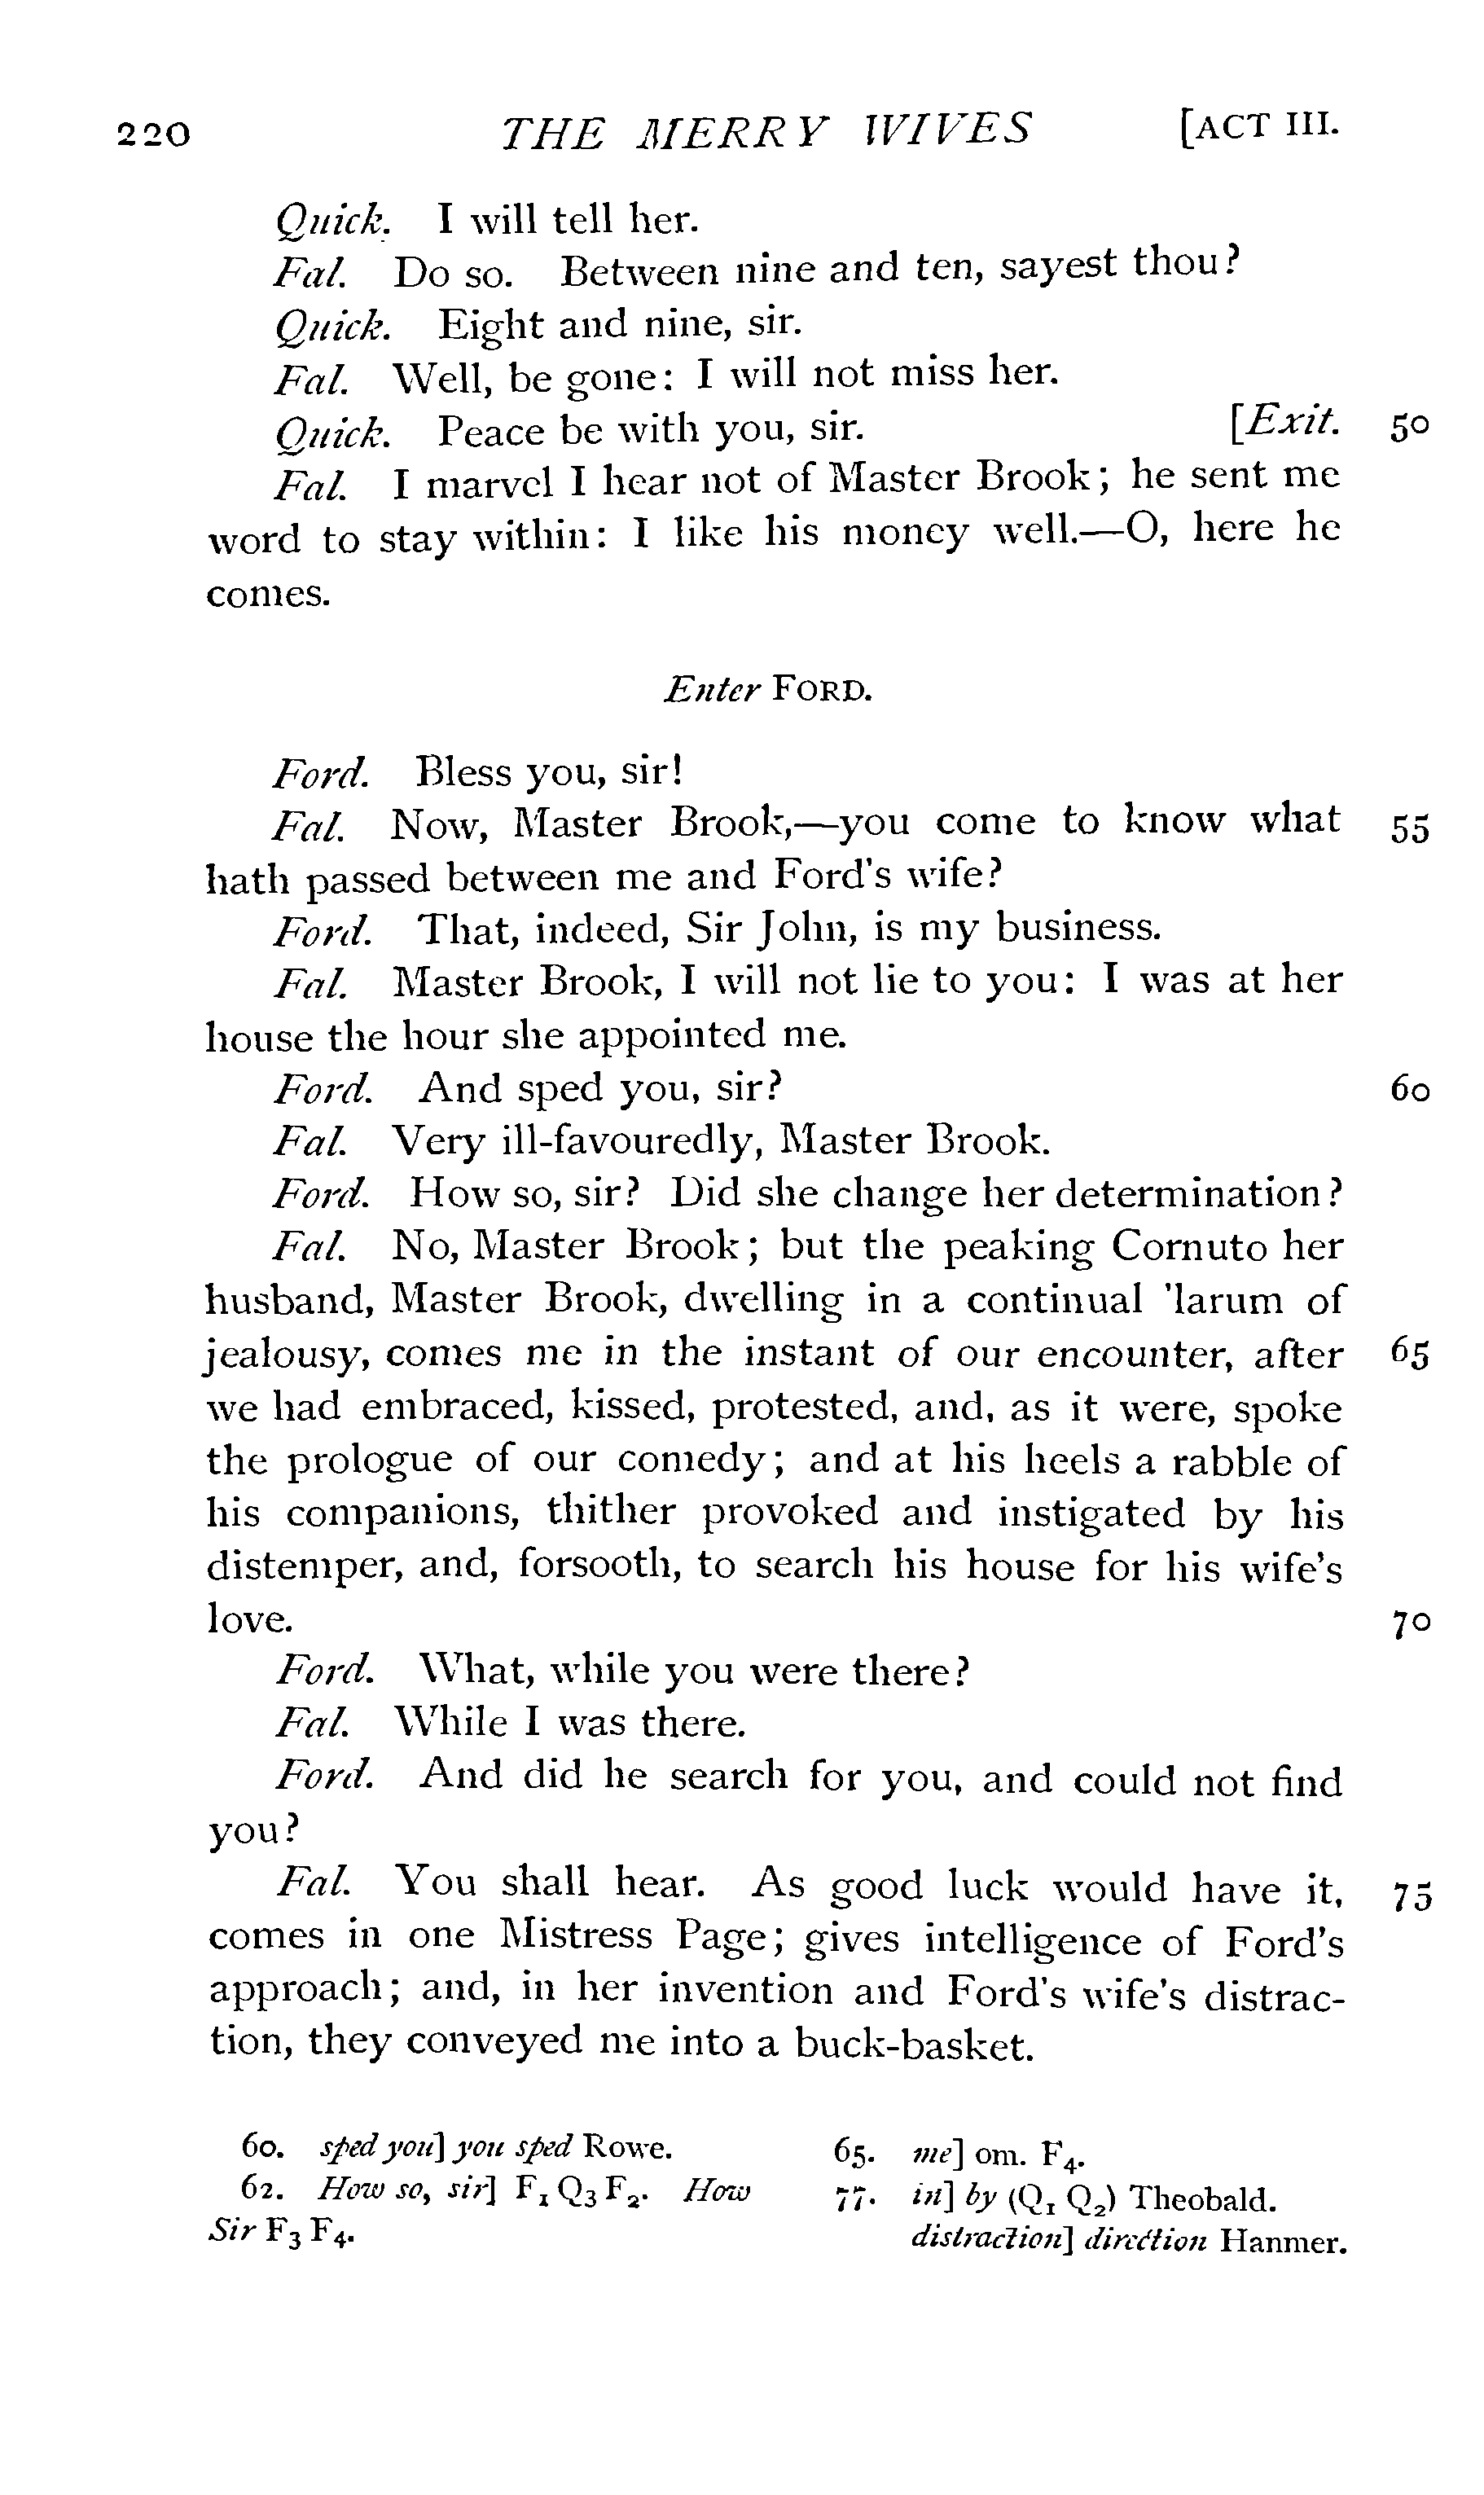 220 THE MERRY WIVES [ACT III.
Quick. I will tell her.
Fal. Do so. Between nine and ten, sayest thou?
Quick. Eight and nine, sir.
Fal. Well, be gone: I will not miss her.
Quick. Peace be with you, sir. [Exit. 50
Fal. I marvel I hear not of Master Brook; he sent me
word to stay within: I like his money well.—O, here he
comes.
Enter FORD.
Ford. Bless you, sir!
Fal. Now, Master Brook,—you come to know what 55
hath passed between me and Ford's wife?
Ford. That, indeed, Sir John, is my business.
Fal. Master Brook, I will not lie to you: I was at her
house the hour she appointed me.
Ford. And sped you, sir? 60
Fal. Very ill-favouredly, Master Brook.
Ford. How so, sir? Did she change her determination?
Fal. No, Master Brook; but the peaking Cornuto her
husband, Master Brook, dwelling in a continual 'larum of
jealousy, comes me in the instant of our encounter, after 65
we had embraced, kissed, protested, and, as it were, spoke
the prologue of our comedy; and at his heels a rabble of
his companions, thither provoked and instigated by his
distemper, and, forsooth, to search his house for his wife's
love. 70
Ford. What, while you were there?
Fal. While I was there.
Ford. And did he search for you, and could not find
you?
Fal. You shall hear. As good luck would have it, 75
comes in one Mistress Page; gives intelligence of Ford's
approach; and, in her invention and Ford's wife's distrac-
tion, they conveyed me into a buck-basket.
60. sped you] you sped Rowe.
62. How so, sir] F1 Q3 F2. How
Sir F3 F4.
65. me] om. F4.
77. in] by (Q1 Q2) Theobald.
distraction] direction Hanmer.